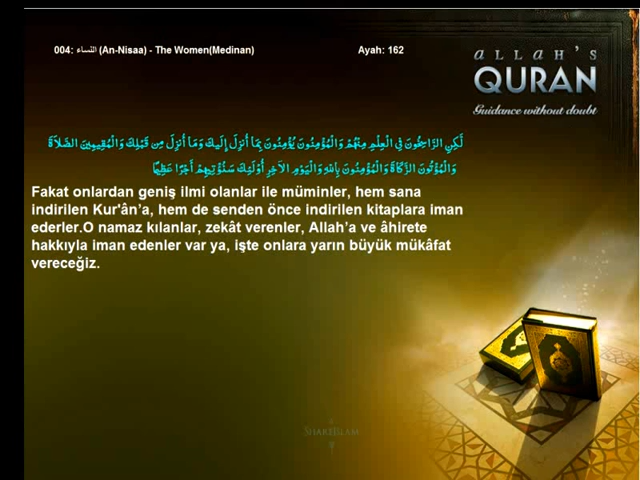 004: النساء (An-Nisaa) - The Women(Medinan) Ayah: 162
ALLAH'S
QURAN
Guidance without doubt
لَّكِنِ الرَّاسِخُونَ فِي الْعِلْمِ مِنْهُمْ وَالْمُؤْمِنُونَ يُؤْمِنُونَ بِمَا أُنزِلَ إِلَيكَ وَمَا أُنزِلَ مِن قَبْلِكَ وَالْمُقِيمِينَ الصَّلاَةَ
وَالْمُؤْتُونَ الزَّكَاةَ وَالْمُؤْمِنُونَ بِاللّهِ وَالْيَوْمِ الآخِرِ أُوْلَئِكَ سَنُؤْتِيهِمْ أَجْرًا عَظِيمًا
Fakat onlardan geniş ilmi olanlar ile müminler, hem sana
indirilen Kur'ân’a, hem de senden önce indirilen kitaplara iman
ederler.O namaz kılanlar, zekât verenler, Allah’a ve âhirete
hakkıyla iman edenler var ya, işte onlara yarın büyük mükâfat
vereceğiz.
SHAREISLAM